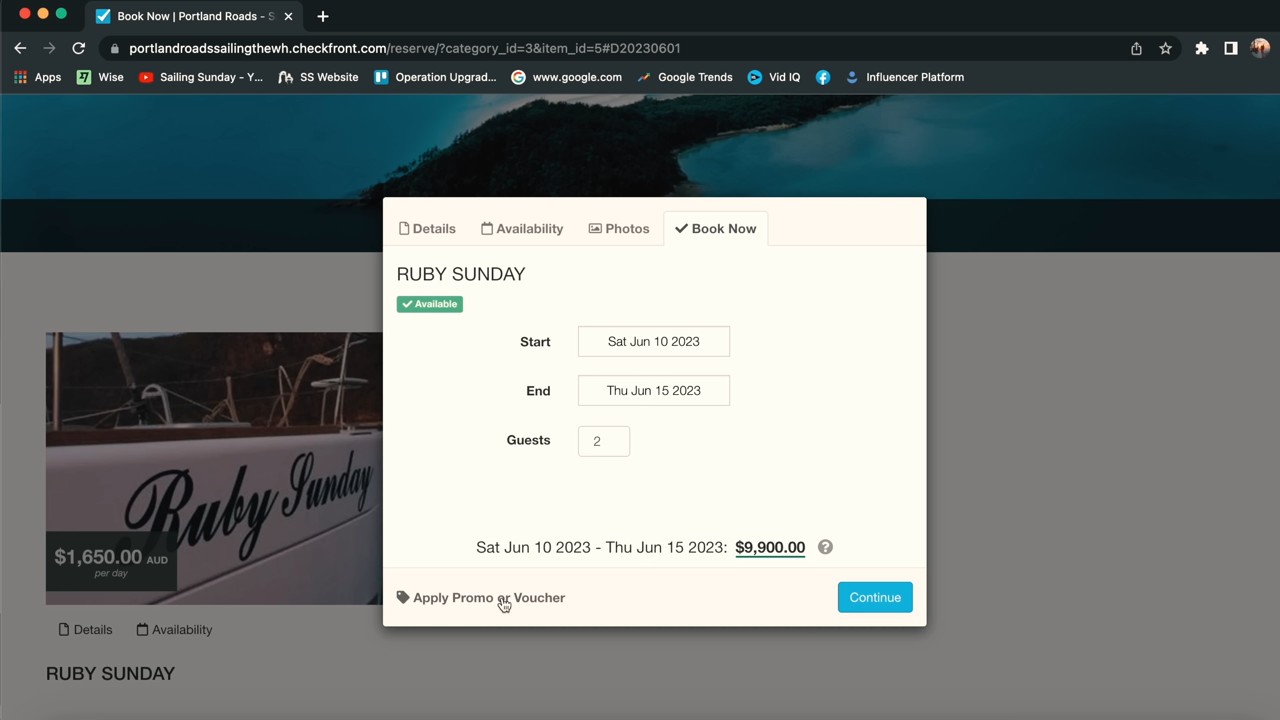 Book Now | Portland Roads - S
portlandroadssailingthewh.checkfront.com/reserve/?category_id=3&item_id=5#D20230601
Apps
Wise
Sailing Sunday - Y...
SS Website
Operation Upgrad...
www.google.com
Google Trends
Vid IQ
Influencer Platform
Details
Availability
Photos
Book Now
RUBY SUNDAY
Available
Start
Sat Jun 10 2023
End
Thu Jun 15 2023
Guests
2
Sat Jun 10 2023 - Thu Jun 15 2023: $9,900.00 ?
Apply Promo or Voucher
Continue
Ruby Sunday
$1,650.00 AUD
per day
Details
Availability
RUBY SUNDAY